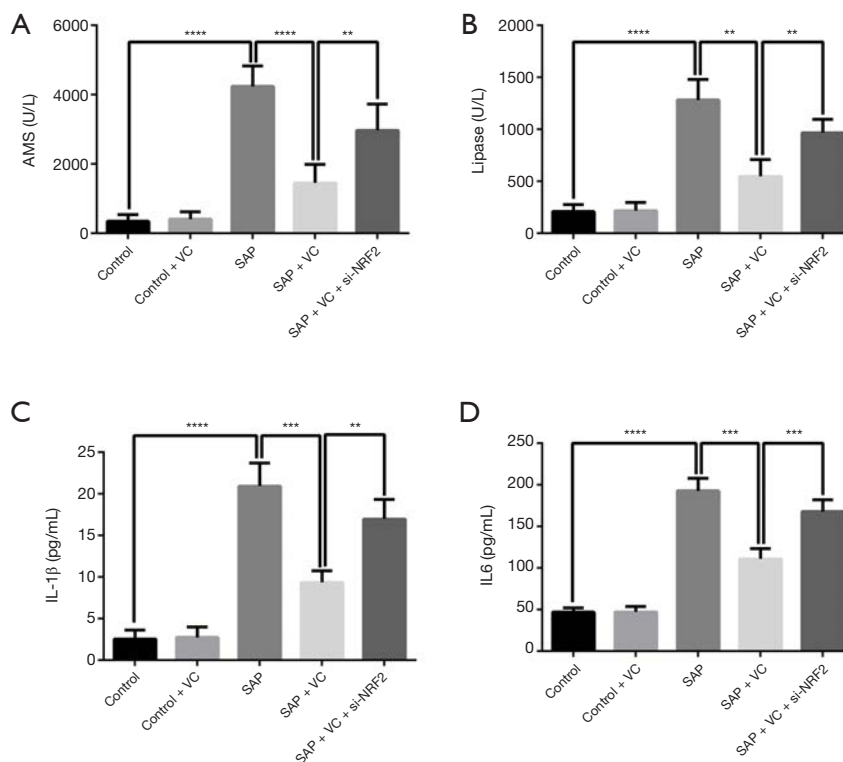 A
AMS (U/L)
6000
4000
2000
0
**** **** **
Control
Control + VC
SAP
SAP + VC
SAP + VC + si-NRF2
B
Lipase (U/L)
2000
1500
1000
500
0
**** ** **
Control
Control + VC
SAP
SAP + VC
SAP + VC + si-NRF2
C
IL-1β (pg/mL)
25
20
15
10
5
0
**** *** **
Control
Control + VC
SAP
SAP + VC
SAP + VC + si-NRF2
D
IL6 (pg/mL)
250
200
150
100
50
0
**** *** ***
Control
Control + VC
SAP
SAP + VC
SAP + VC + si-NRF2